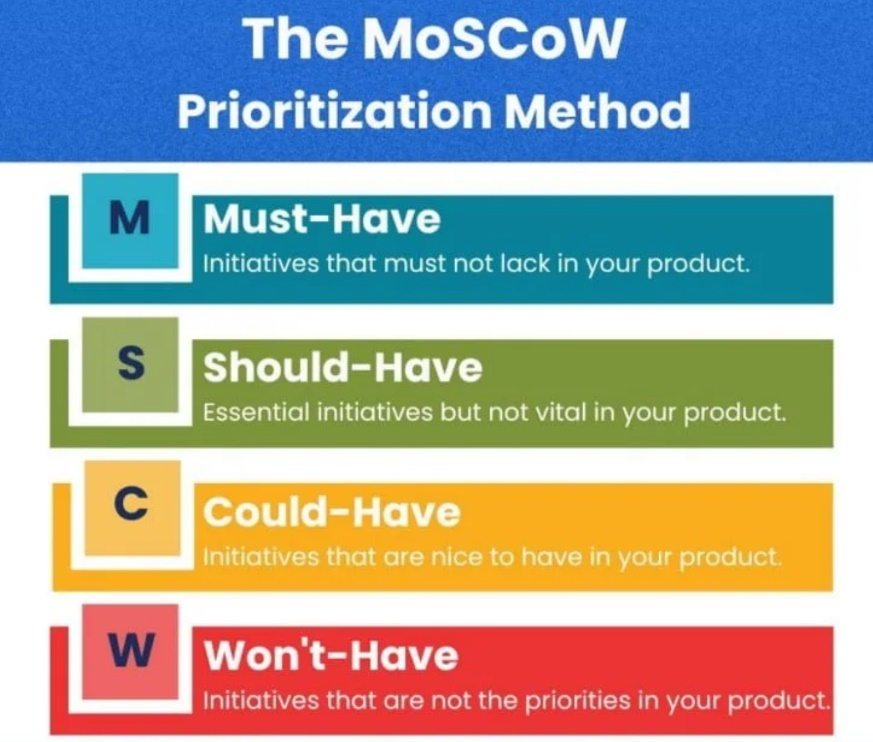 The MoSCoW
Prioritization Method
M
Must-Have
Initiatives that must not lack in your product.
S
Should-Have
Essential initiatives but not vital in your product.
C
Could-Have
Initiatives that are nice to have in your product.
W
Won't-Have
Initiatives that are not the priorities in your product.